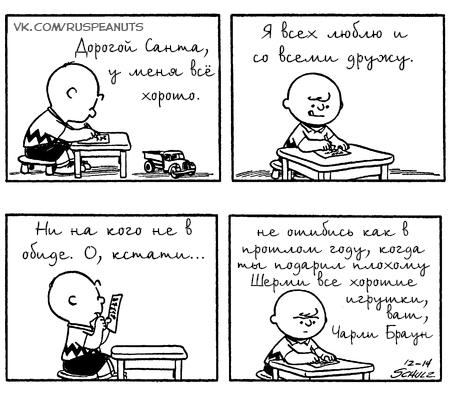 VK.COM/RUSPEANUTS
Дорогой Санта,
у меня всё
хорошо.
Я всех люблю и
со всеми дружу.
Ни на кого не в
обиде. О, кстати...
не ошибись как в
прошлом году, когда
ты подарил плохому
Шерми все хорошие
игрушки,
ваш,
Чарли Браун
12-14
SCHULZ